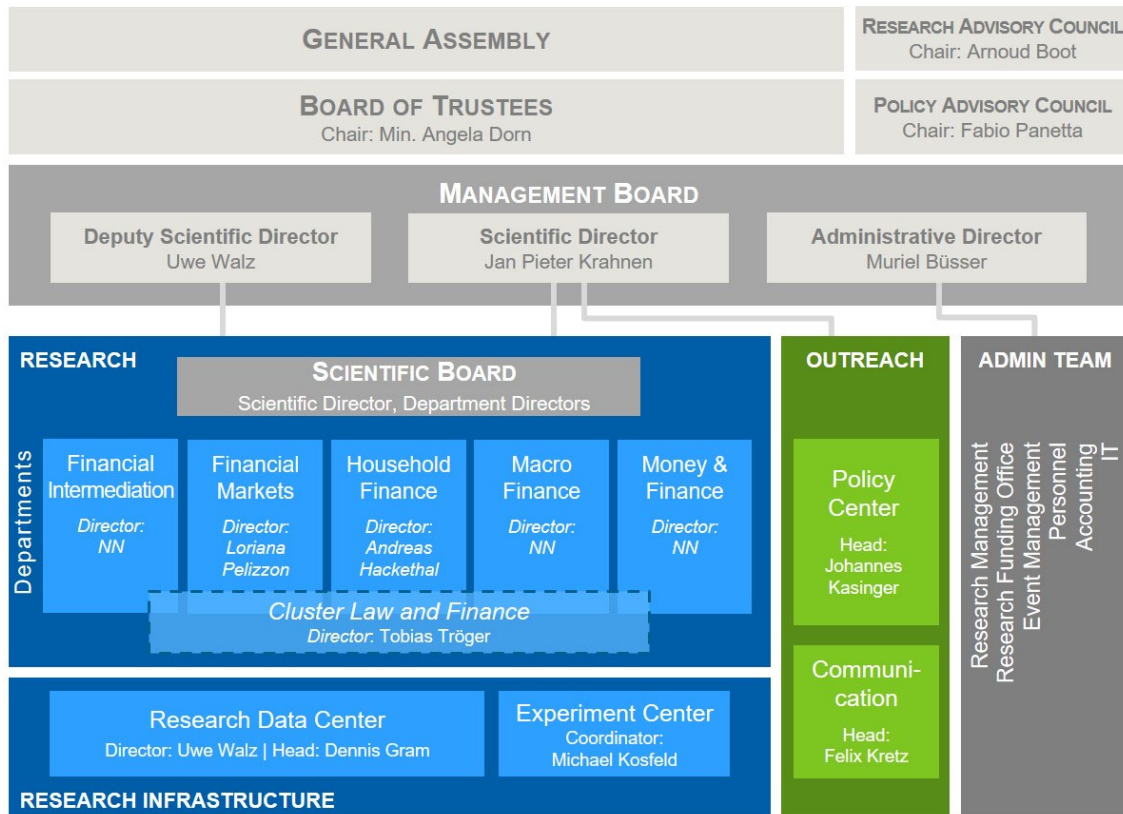 GENERAL ASSEMBLY
RESEARCH ADVISORY COUNCIL
Chair: Arnoud Boot
BOARD OF TRUSTEES
Chair: Min. Angela Dorn
POLICY ADVISORY COUNCIL
Chair: Fabio Panetta
MANAGEMENT BOARD
Deputy Scientific Director
Uwe Walz
Scientific Director
Jan Pieter Krahnen
Administrative Director
Muriel Büsser
RESEARCH
SCIENTIFIC BOARD
Scientific Director, Department Directors
Departments
Financial
Intermediation
Director:
NN
Financial
Markets
Director:
Loriana
Pelizzon
Household
Finance
Director:
Andreas
Hackethal
Macro
Finance
Director:
NN
Money &
Finance
Director:
NN
Cluster Law and Finance
Director: Tobias Tröger
Research Data Center
Director: Uwe Walz | Head: Dennis Gram
Experiment Center
Coordinator:
Michael Kosfeld
RESEARCH INFRASTRUCTURE
OUTREACH
Policy
Center
Head:
Johannes
Kasinger
Communi-
cation
Head:
Felix Kretz
ADMIN TEAM
Research Management
Research Funding Office
Event Management
Personnel
Accounting
IT